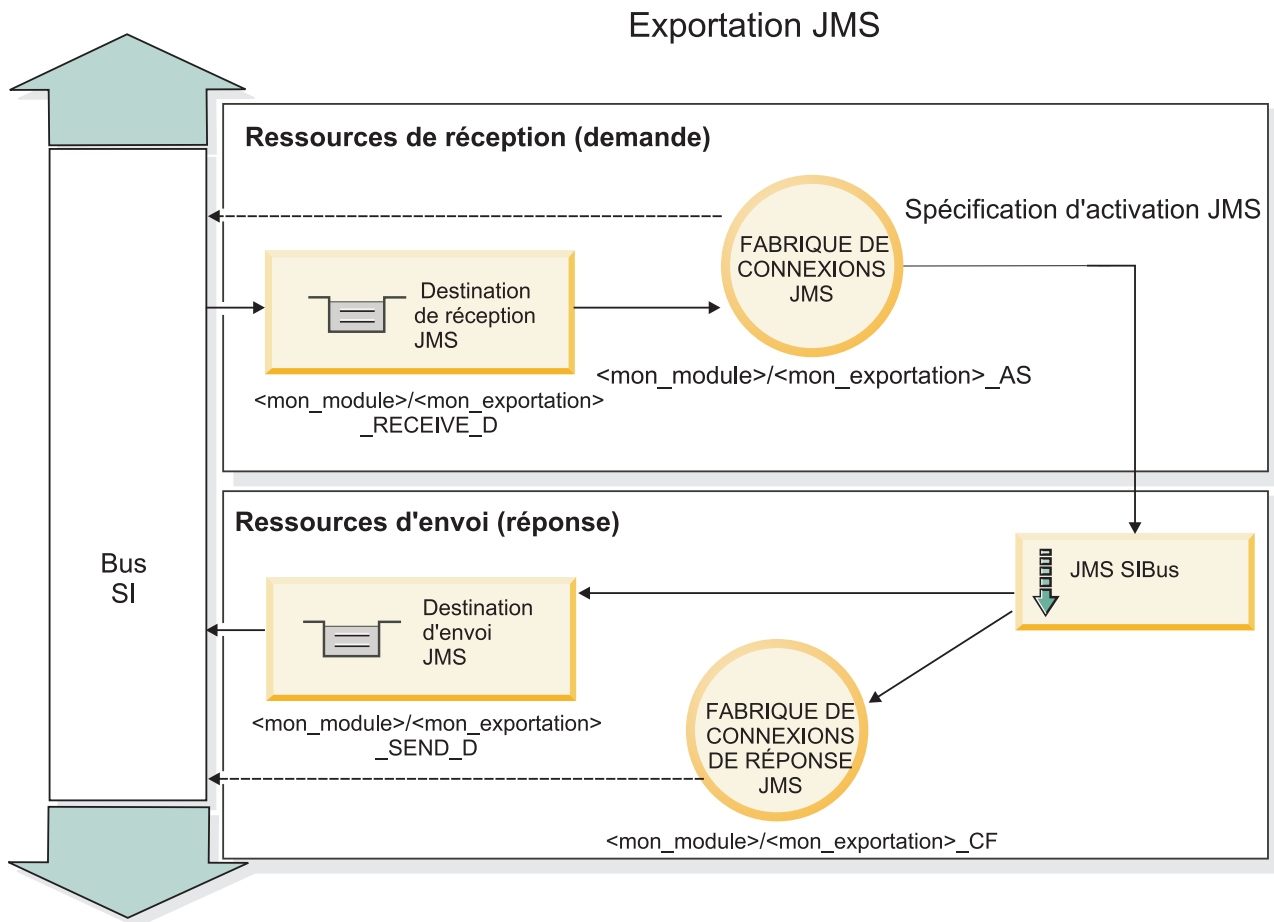 Exportation JMS
Ressources de réception (demande)
Spécification d'activation JMS
FABRIQUE DE
CONNEXIONS
JMS
Destination
de réception
JMS
<mon_module>/<mon_exportation>_AS
<mon_module>/<mon_exportation>
_RECEIVE_D
Bus
SI
Ressources d'envoi (réponse)
JMS SIBus
Destination
d'envoi
JMS
<mon_module>/<mon_exportation>
_SEND_D
FABRIQUE DE
CONNEXIONS
DE RÉPONSE
JMS
<mon_module>/<mon_exportation>_CF